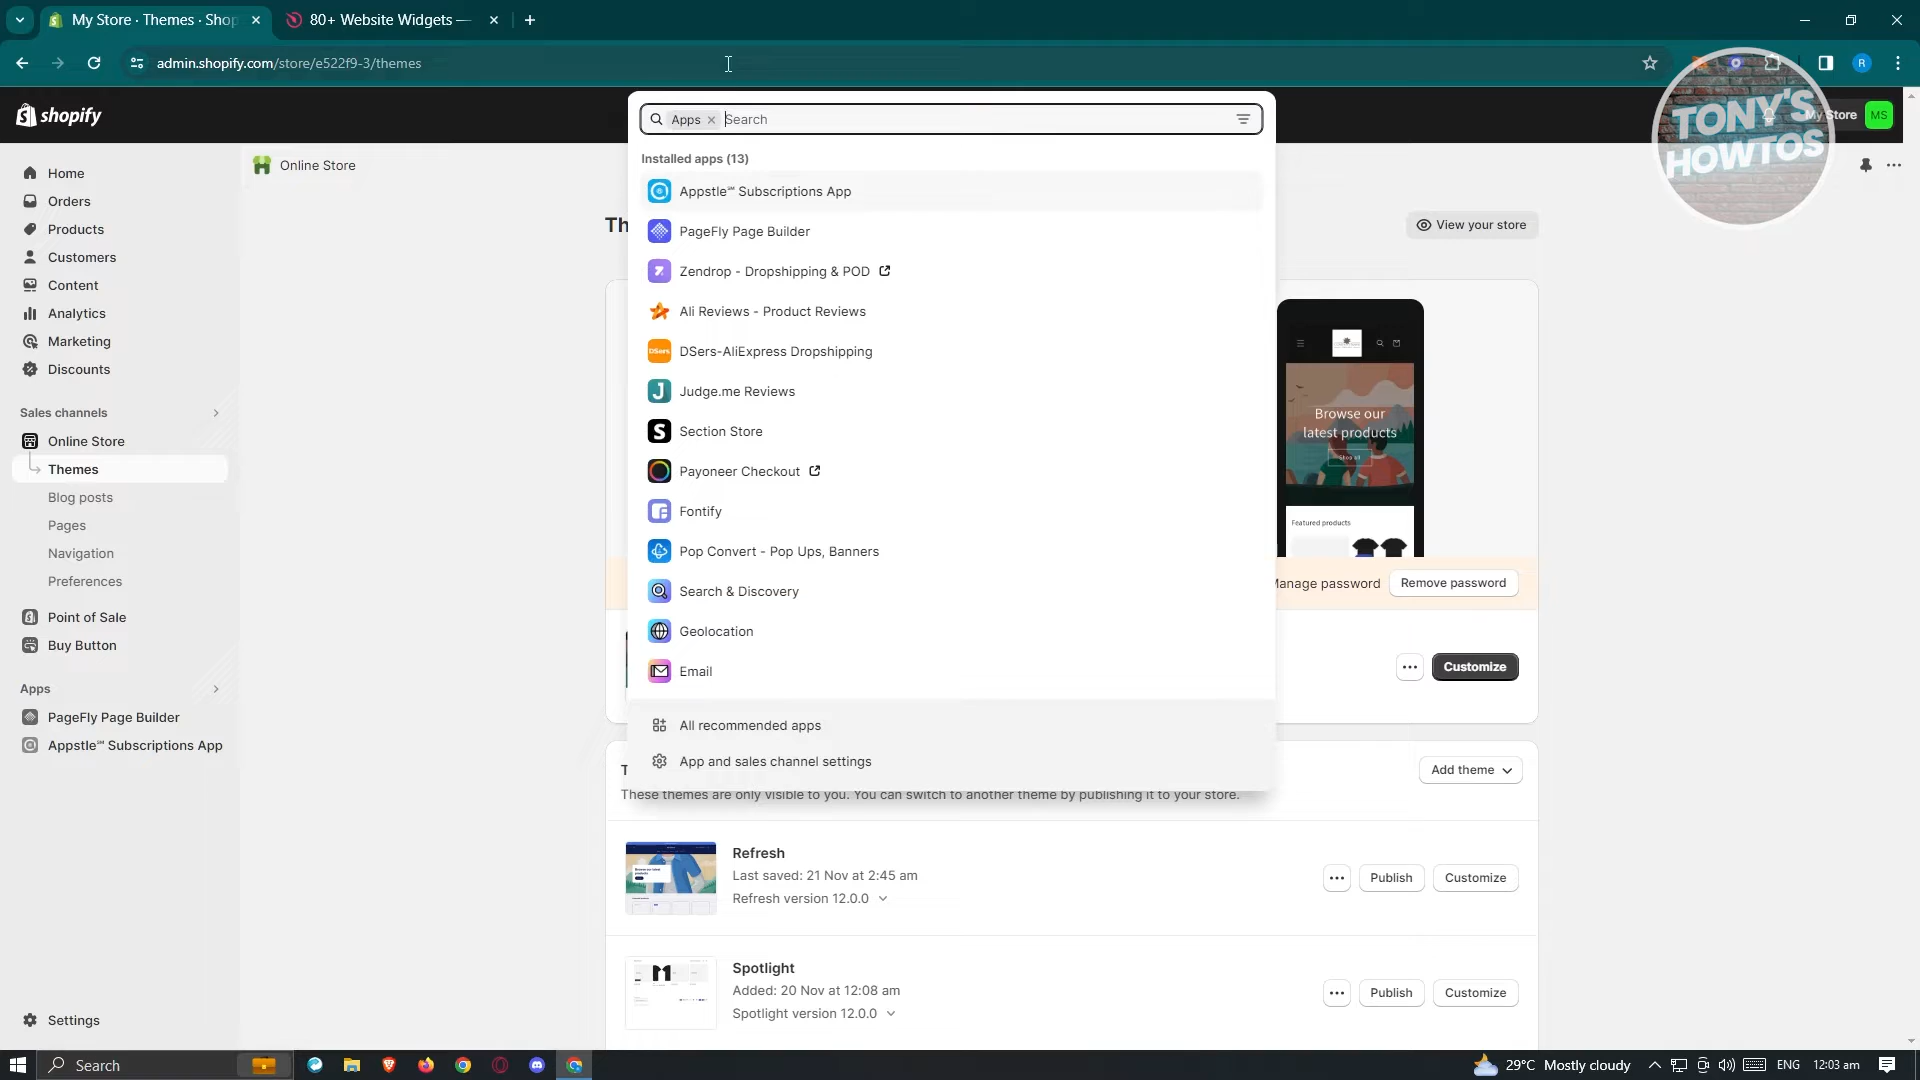 My Store · Themes · Shop
80+ Website Widgets —
admin.shopify.com/store/e522f9-3/themes
R
shopify
Apps
Search
My Store
MS
TONY'S
HOWTOS
Home
Orders
Products
Customers
Content
Analytics
Marketing
Discounts
Sales channels
Online Store
Themes
Blog posts
Pages
Navigation
Preferences
Point of Sale
Buy Button
Apps
PageFly Page Builder
Appstle℠ Subscriptions App
Settings
Online Store
Th
View your store
Installed apps (13)
Appstle℠ Subscriptions App
PageFly Page Builder
Zendrop - Dropshipping & POD
Ali Reviews - Product Reviews
DSers-AliExpress Dropshipping
Judge.me Reviews
Section Store
Payoneer Checkout
Fontify
Pop Convert - Pop Ups, Banners
Search & Discovery
Geolocation
Email
All recommended apps
App and sales channel settings
Browse our
latest products
Shop all
Featured products
Manage password
Remove password
Customize
T
Add theme
These themes are only visible to you. You can switch to another theme by publishing it to your store.
Refresh
Last saved: 21 Nov at 2:45 am
Refresh version 12.0.0
Publish
Customize
Spotlight
Added: 20 Nov at 12:08 am
Spotlight version 12.0.0
Publish
Customize
Search
29°C Mostly cloudy
ENG
12:03 am